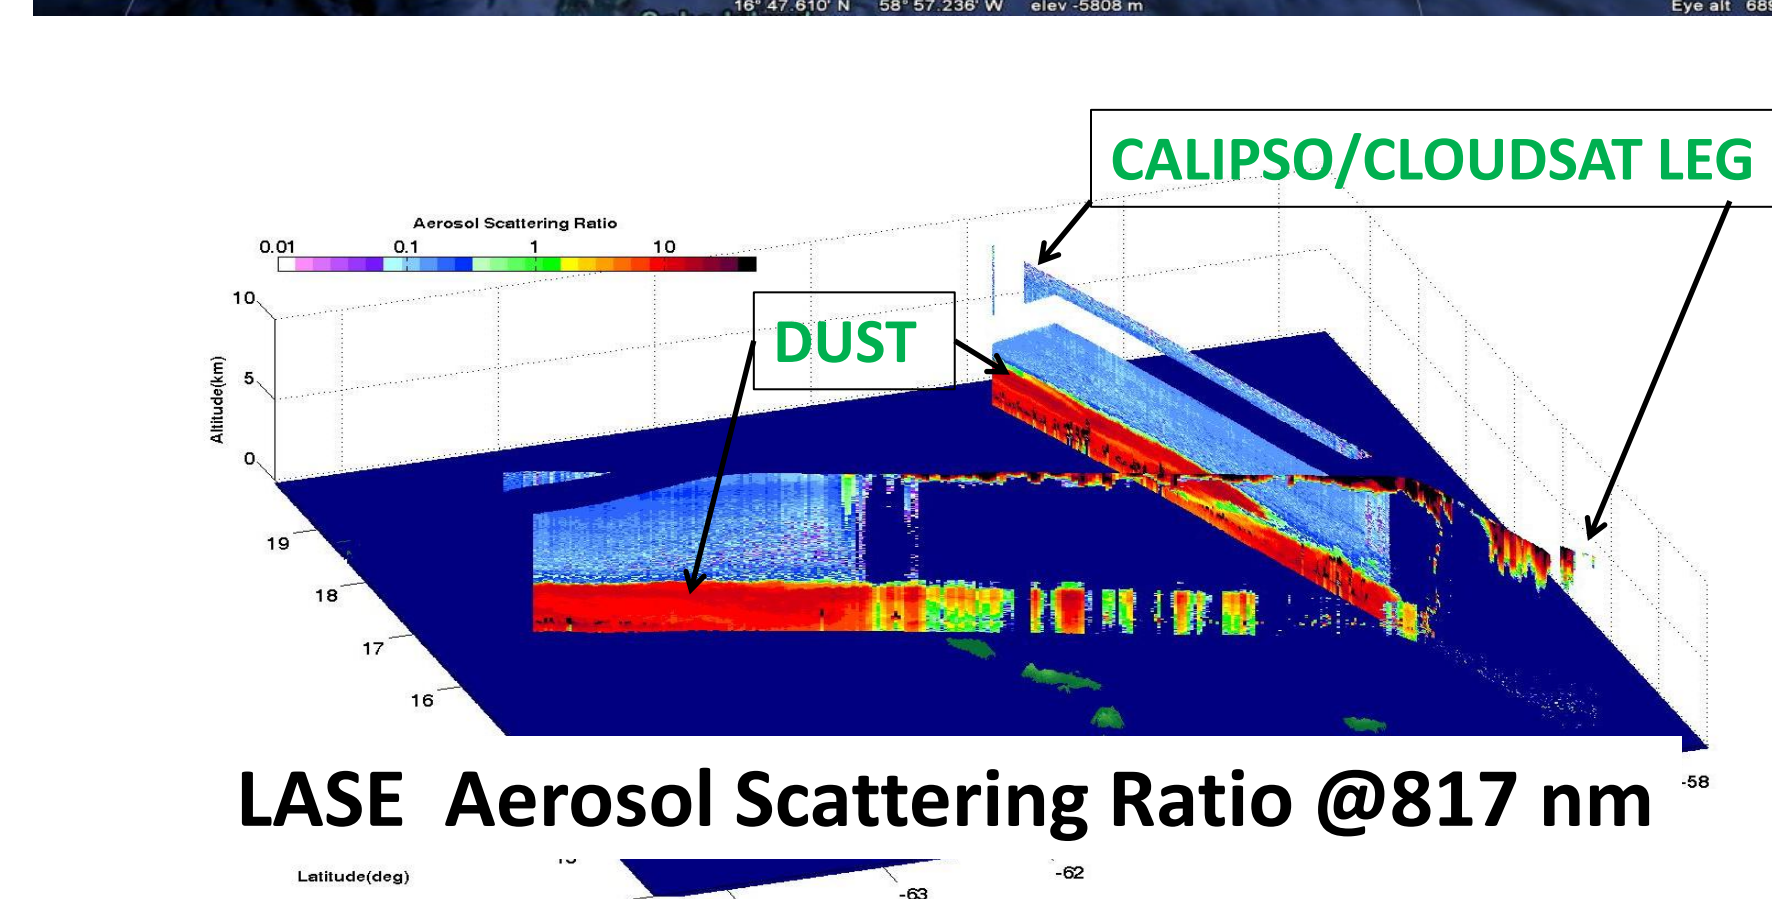 16° 47.610' N 58° 57.236' W elev -5808 m
Eye alt
CALIPSO/CLOUDSAT LEG
Aerosol Scattering Ratio
0.01 0.1 1 10
DUST
10
5
0
Altitude(km)
19
18
17
16
-58
LASE Aerosol Scattering Ratio @817 nm
Latitude(deg)
-62
-63